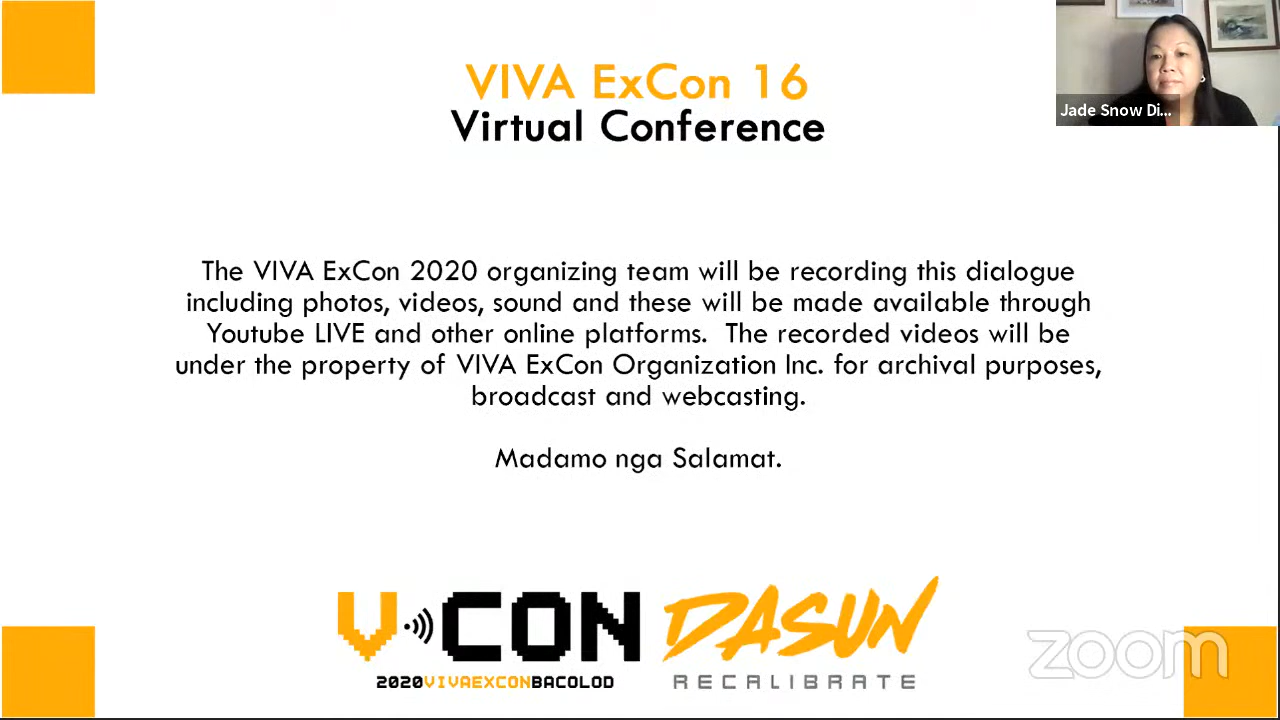 VIVA ExCon 16
Virtual Conference
Jade Snow Di...
The VIVA ExCon 2020 organizing team will be recording this dialogue
including photos, videos, sound and these will be made available through
Youtube LIVE and other online platforms.  The recorded videos will be
under the property of VIVA ExCon Organization Inc. for archival purposes,
broadcast and webcasting.
Madamo nga Salamat.
V CON DASUN
2020VIVAEXCONBACOLOD RECALIBRATE
zoom